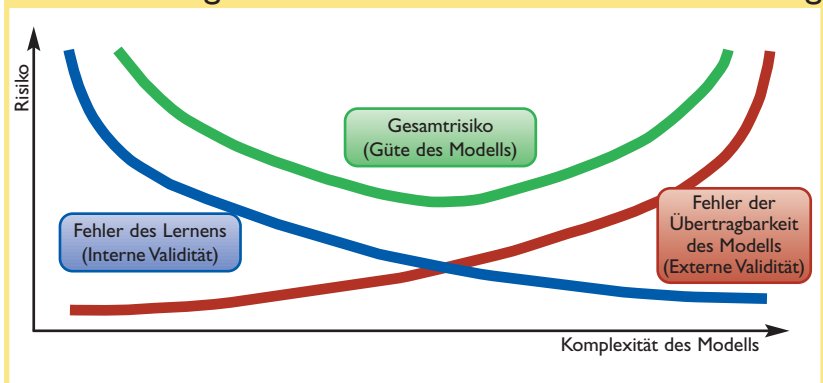 Risiko
Gesamtrisiko
(Güte des Modells)
Fehler des Lernens
(Interne Validität)
Fehler der
Übertragbarkeit
des Modells
(Externe Validität)
Komplexität des Modells